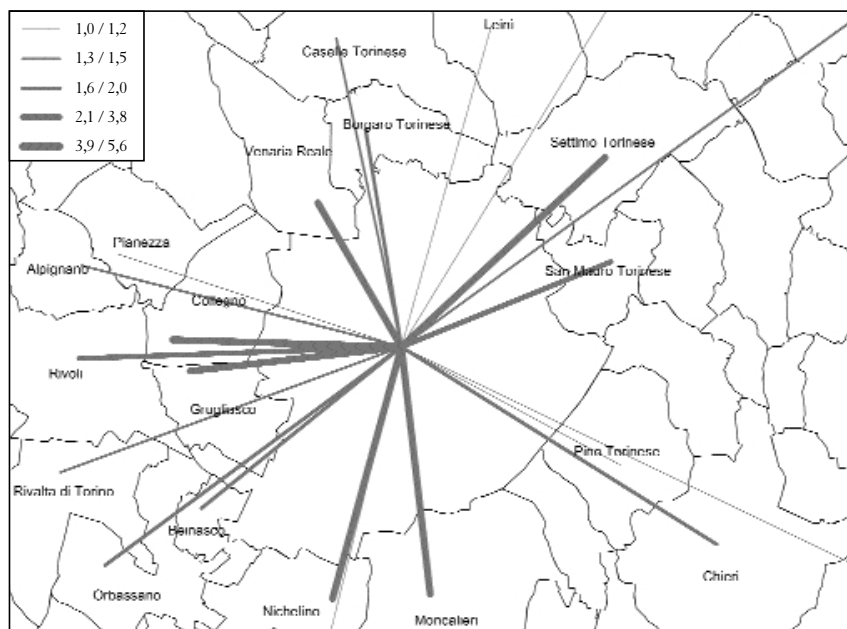 1,0 / 1,2
1,3 / 1,5
1,6 / 2,0
2,1 / 3,8
3,9 / 5,6
Leini
Caselle Torinese
Borgaro Torinese
Venaria Reale
Settimo Torinese
Pianezza
Alpignano
San Mauro Torinese
Collegno
Rivoli
Grugliasco
Pino Torinese
Rivalta di Torino
Beinasco
Chieri
Orbassano
Nichelino
Moncalieri